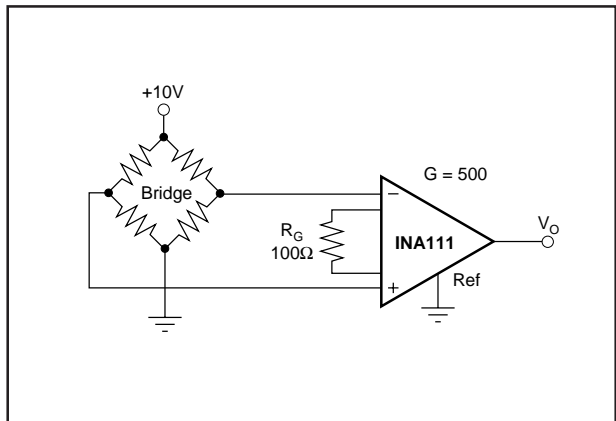 +10V
Bridge
G = 500
−
R_G
100Ω
INA111
V_O
Ref
+